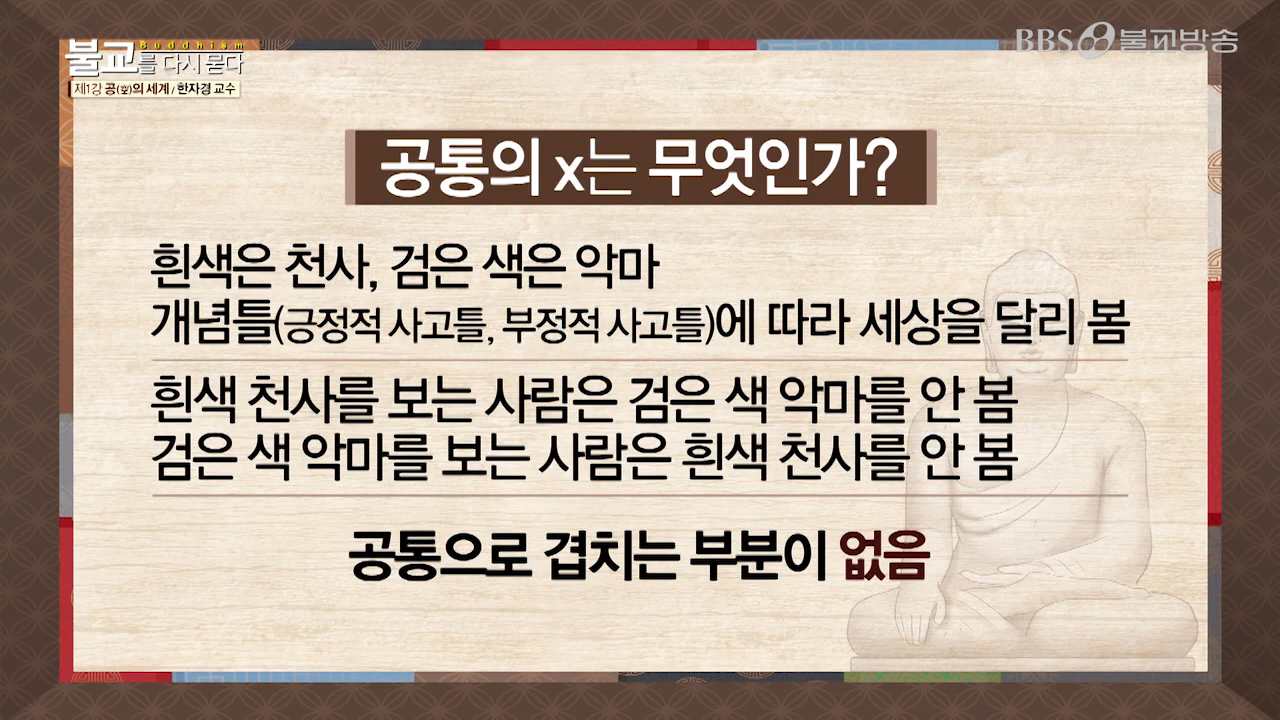 Buddhism
불교를 다시 묻다
제1강 공(空)의 세계 / 한자경 교수
BBS 불교방송
공통의 x는 무엇인가?
흰색은 천사, 검은 색은 악마
개념틀(긍정적 사고틀, 부정적 사고틀)에 따라 세상을 달리 봄
흰색 천사를 보는 사람은 검은 색 악마를 안 봄
검은 색 악마를 보는 사람은 흰색 천사를 안 봄
공통으로 겹치는 부분이 없음